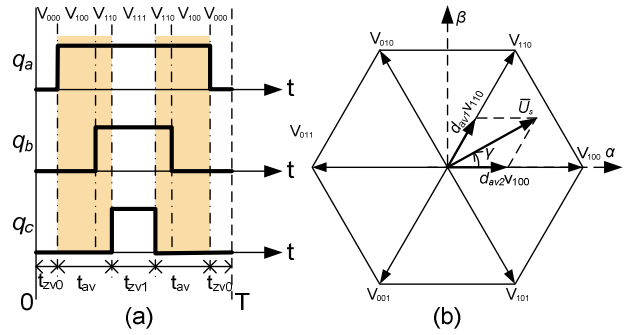 V000 V100 V110 V111 V110 V100 V000
qa
t
qb
t
qc
t
tzv0 tav tzv1 tav tzv0
0 T
(a)
β
V010 V110
dav1V110 Ūs
V011 γ V100 α
dav2V100
V001 V101
(b)